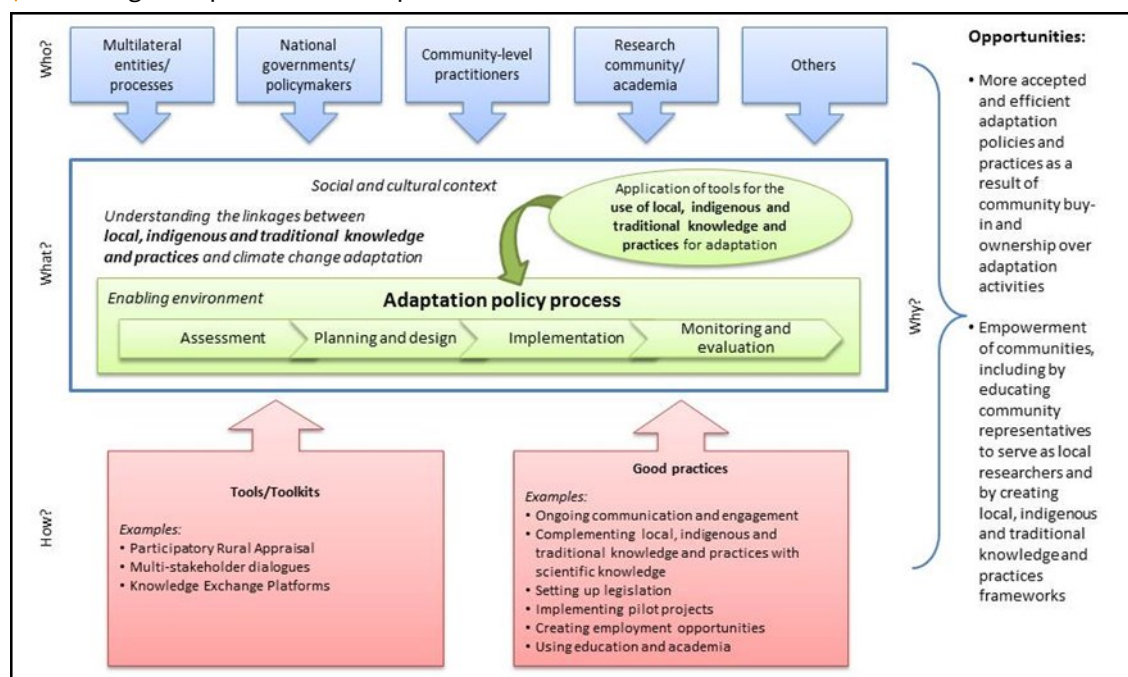 Who?
Multilateral
entities/
processes
National
governments/
policymakers
Community-level
practitioners
Research
community/
academia
Others
What?
Social and cultural context
Understanding the linkages between
local, indigenous and traditional knowledge
and practices and climate change adaptation
Application of tools for the
use of local, indigenous and
traditional knowledge and
practices for adaptation
Enabling environment
Adaptation policy process
Assessment
Planning and design
Implementation
Monitoring and
evaluation
How?
Tools/Toolkits
Examples:
• Participatory Rural Appraisal
• Multi-stakeholder dialogues
• Knowledge Exchange Platforms
Good practices
Examples:
• Ongoing communication and engagement
• Complementing local, indigenous and
traditional knowledge and practices with
scientific knowledge
• Setting up legislation
• Implementing pilot projects
• Creating employment opportunities
• Using education and academia
Why?
Opportunities:
• More accepted
and efficient
adaptation
policies and
practices as a
result of
community buy-
in and
ownership over
adaptation
activities
• Empowerment
of communities,
including by
educating
community
representatives
to serve as local
researchers and
by creating
local, indigenous
and traditional
knowledge and
practices
frameworks